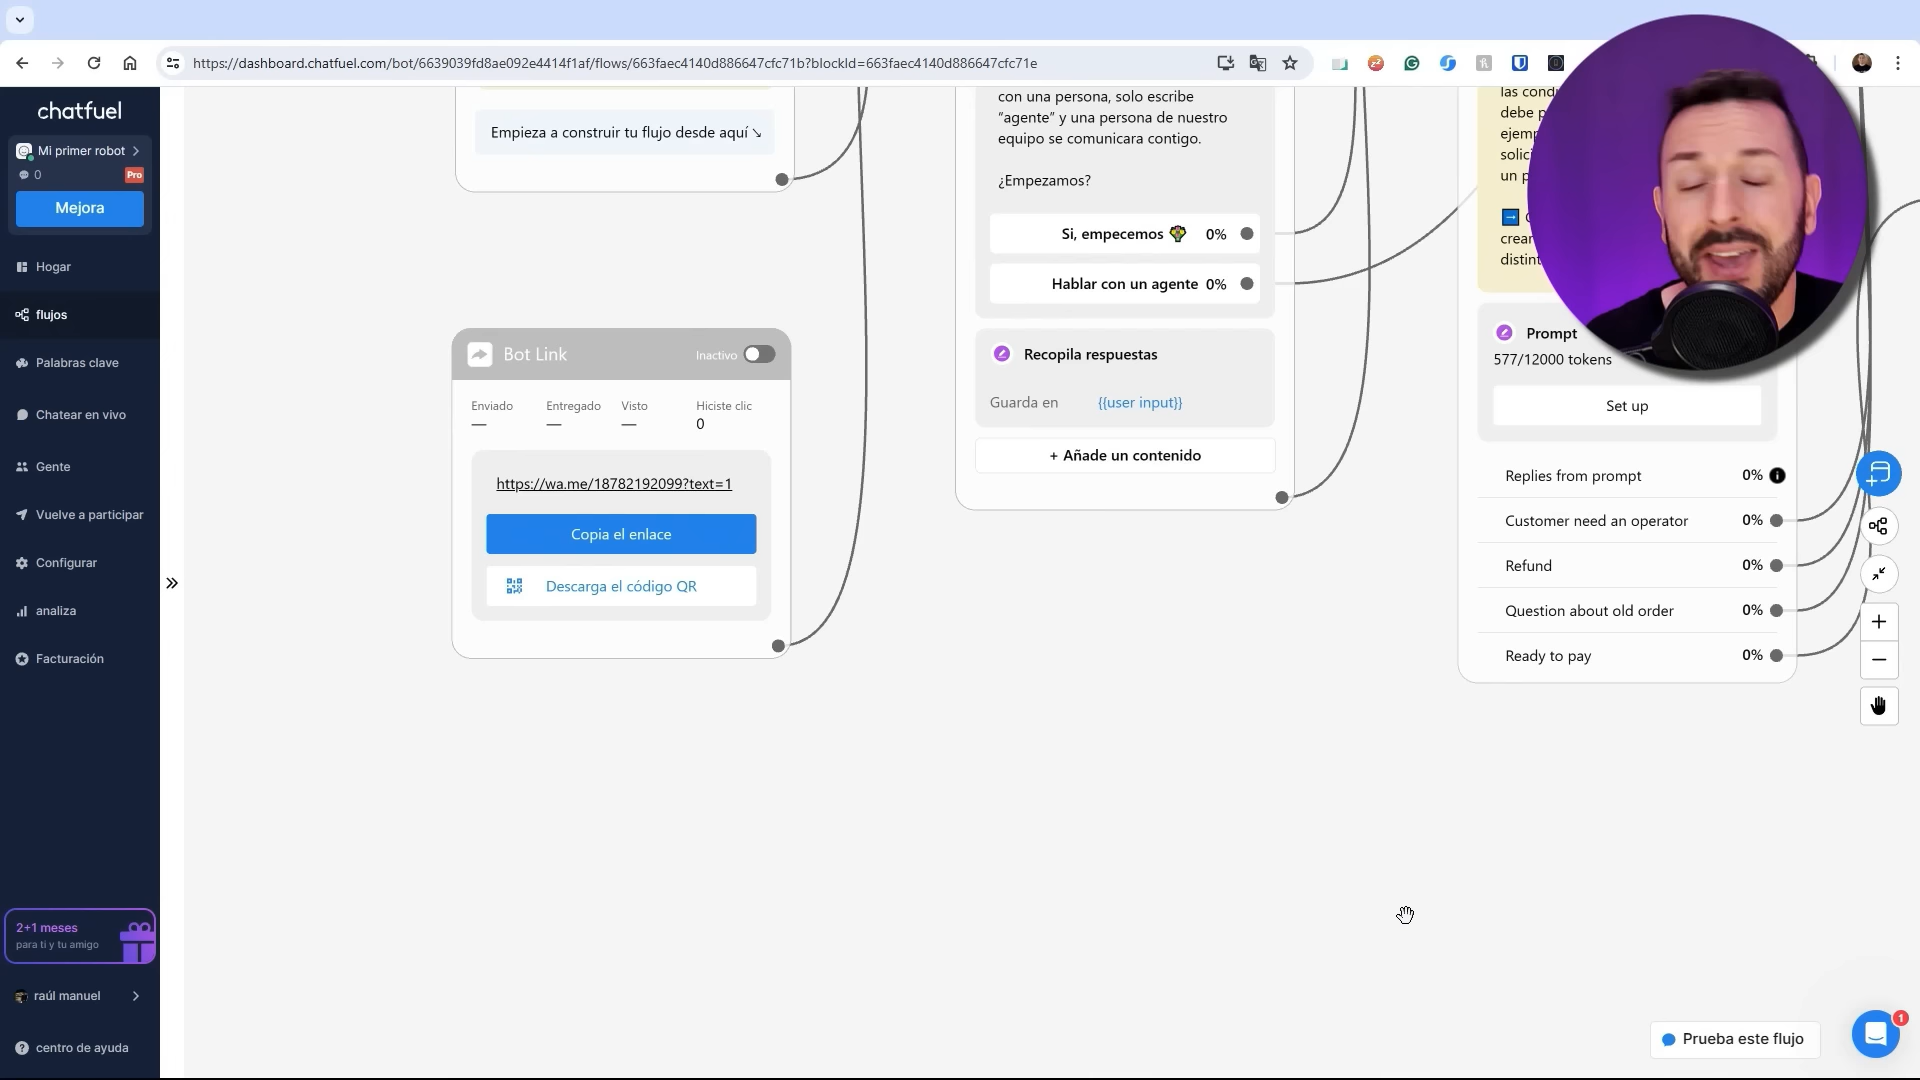 https://dashboard.chatfuel.com/bot/6639039fd8ae092e4414f1af/flows/663faec4140d886647cfc71b?blockId=663faec4140d886647cfc71e
chatfuel
Mi primer robot
0
Pro
Mejora
Hogar
flujos
Palabras clave
Chatear en vivo
Gente
Vuelve a participar
Configurar
analiza
Facturación
2+1 meses
para ti y tu amigo
raúl manuel
centro de ayuda
Empieza a construir tu flujo desde aquí ↘
Bot Link
Inactivo
Enviado Entregado Visto Hiciste clic
— — — 0
https://wa.me/18782192099?text=1
Copia el enlace
Descarga el código QR
con una persona, solo escribe
"agente" y una persona de nuestro
equipo se comunicara contigo.
¿Empezamos?
Si, empecemos 0%
Hablar con un agente 0%
Recopila respuestas
Guarda en {{user input}}
+ Añade un contenido
las
debe
un
Prompt
577/12000 tokens
Set up
Replies from prompt 0%
Customer need an operator 0%
Refund 0%
Question about old order 0%
Ready to pay 0%
Prueba este flujo
1